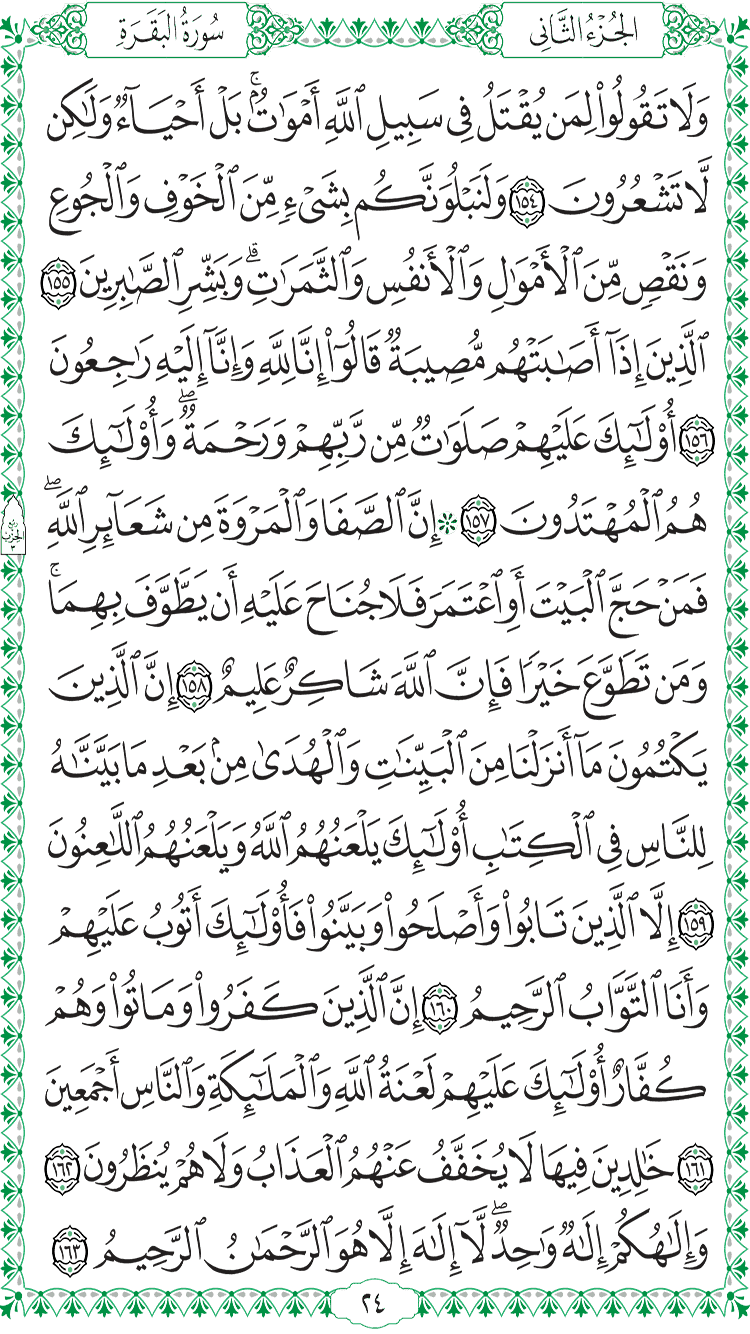 الجُزْءُ الثَّانِي
سُورَةُ البَقَرَةِ
وَلَا تَقُولُوا۟ لِمَن يُقْتَلُ فِى سَبِيلِ ٱللَّهِ أَمْوَٰتٌۢ ۚ بَلْ أَحْيَآءٌ وَلَٰكِن
لَّا تَشْعُرُونَ ١٥٤ وَلَنَبْلُوَنَّكُم بِشَىْءٍ مِّنَ ٱلْخَوْفِ وَٱلْجُوعِ
وَنَقْصٍ مِّنَ ٱلْأَمْوَٰلِ وَٱلْأَنفُسِ وَٱلثَّمَرَٰتِ ۗ وَبَشِّرِ ٱلصَّٰبِرِينَ ١٥٥
ٱلَّذِينَ إِذَآ أَصَٰبَتْهُم مُّصِيبَةٌ قَالُوٓا۟ إِنَّا لِلَّهِ وَإِنَّآ إِلَيْهِ رَٰجِعُونَ
١٥٦ أُو۟لَٰٓئِكَ عَلَيْهِمْ صَلَوَٰتٌ مِّن رَّبِّهِمْ وَرَحْمَةٌ ۖ وَأُو۟لَٰٓئِكَ
هُمُ ٱلْمُهْتَدُونَ ١٥٧ ۞ إِنَّ ٱلصَّفَا وَٱلْمَرْوَةَ مِن شَعَآئِرِ ٱللَّهِ ۖ
فَمَنْ حَجَّ ٱلْبَيْتَ أَوِ ٱعْتَمَرَ فَلَا جُنَاحَ عَلَيْهِ أَن يَطَّوَّفَ بِهِمَا ۚ
وَمَن تَطَوَّعَ خَيْرًا فَإِنَّ ٱللَّهَ شَاكِرٌ عَلِيمٌ ١٥٨ إِنَّ ٱلَّذِينَ
يَكْتُمُونَ مَآ أَنزَلْنَا مِنَ ٱلْبَيِّنَٰتِ وَٱلْهُدَىٰ مِنۢ بَعْدِ مَا بَيَّنَّٰهُ
لِلنَّاسِ فِى ٱلْكِتَٰبِ أُو۟لَٰٓئِكَ يَلْعَنُهُمُ ٱللَّهُ وَيَلْعَنُهُمُ ٱللَّٰعِنُونَ
١٥٩ إِلَّا ٱلَّذِينَ تَابُوا۟ وَأَصْلَحُوا۟ وَبَيَّنُوا۟ فَأُو۟لَٰٓئِكَ أَتُوبُ عَلَيْهِمْ
وَأَنَا ٱلتَّوَّابُ ٱلرَّحِيمُ ١٦٠ إِنَّ ٱلَّذِينَ كَفَرُوا۟ وَمَاتُوا۟ وَهُمْ
كُفَّارٌ أُو۟لَٰٓئِكَ عَلَيْهِمْ لَعْنَةُ ٱللَّهِ وَٱلْمَلَٰٓئِكَةِ وَٱلنَّاسِ أَجْمَعِينَ
١٦١ خَٰلِدِينَ فِيهَا لَا يُخَفَّفُ عَنْهُمُ ٱلْعَذَابُ وَلَا هُمْ يُنظَرُونَ ١٦٢
وَإِلَٰهُكُمْ إِلَٰهٌ وَٰحِدٌ ۖ لَّآ إِلَٰهَ إِلَّا هُوَ ٱلرَّحْمَٰنُ ٱلرَّحِيمُ ١٦٣
٢٤
ربع
الحزب
٣